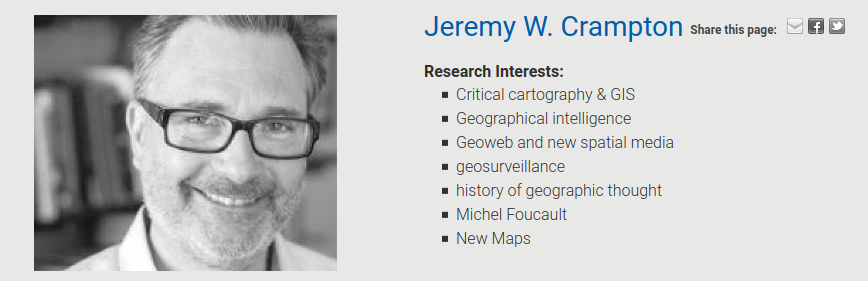 Jeremy W. Crampton Share this page:
Research Interests:
Critical cartography & GIS
Geographical intelligence
Geoweb and new spatial media
geosurveillance
history of geographic thought
Michel Foucault
New Maps